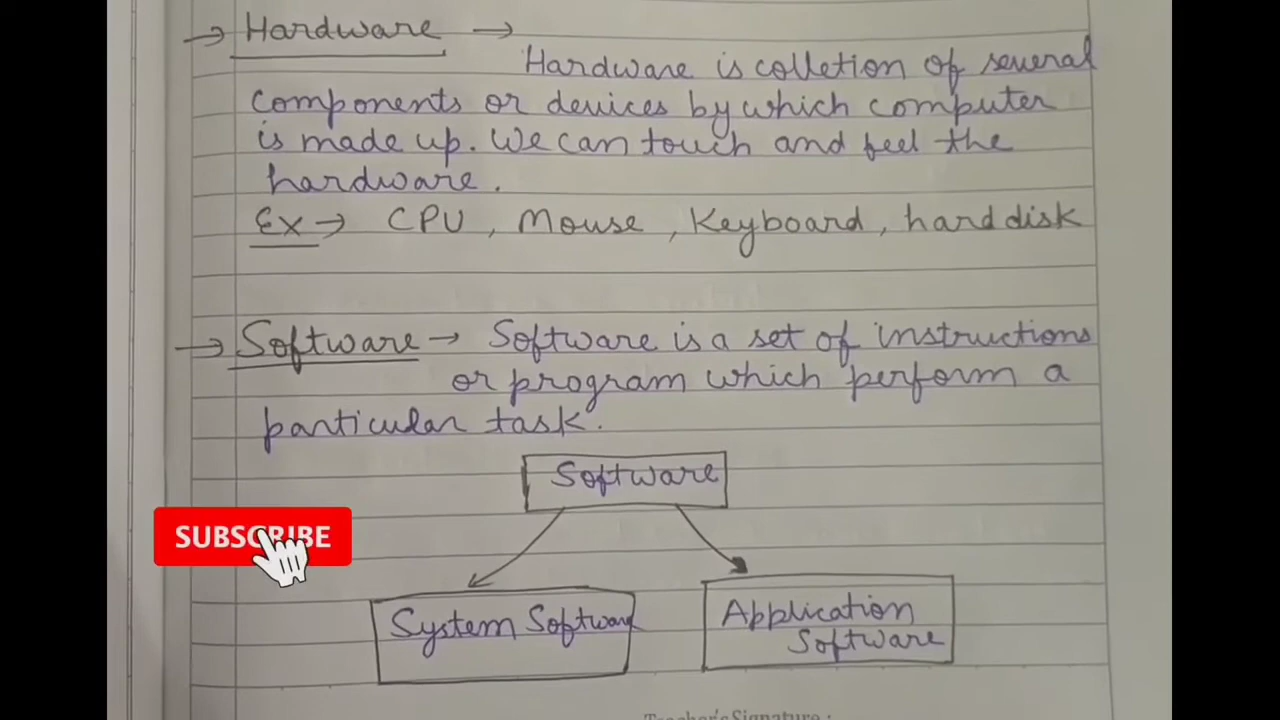 → Hardware →
Hardware is colletion of several
components or devices by which computer
is made up. We can touch and feel the
hardware.
Ex → CPU, Mouse, Keyboard, hard disk
→ Software → Software is a set of instructions
or program which perform a
particular task.
Software
SUBSCRIBE
System Software
Application
Software
Teacher's Signature :